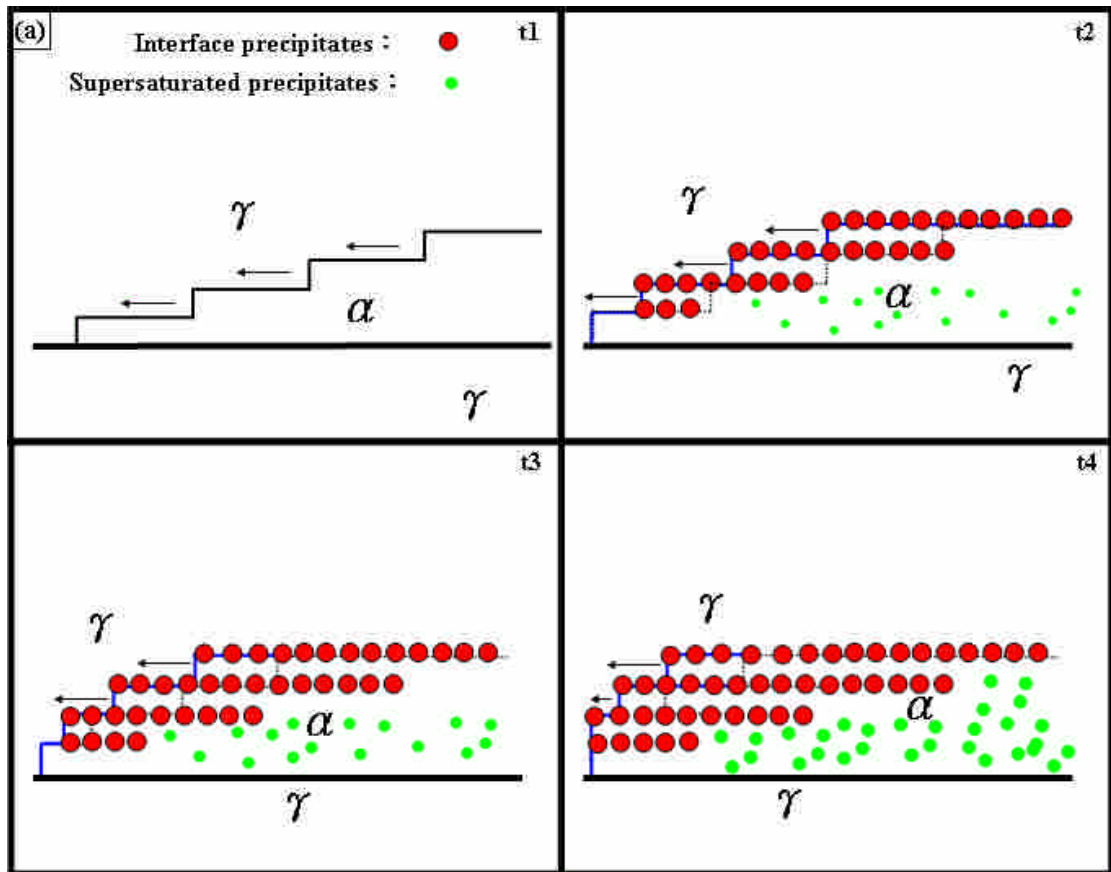 (a)
t1
Interface precipitates :
Supersaturated precipitates :
γ
α
γ
t2
γ
α
γ
t3
γ
α
γ
t4
γ
α
γ